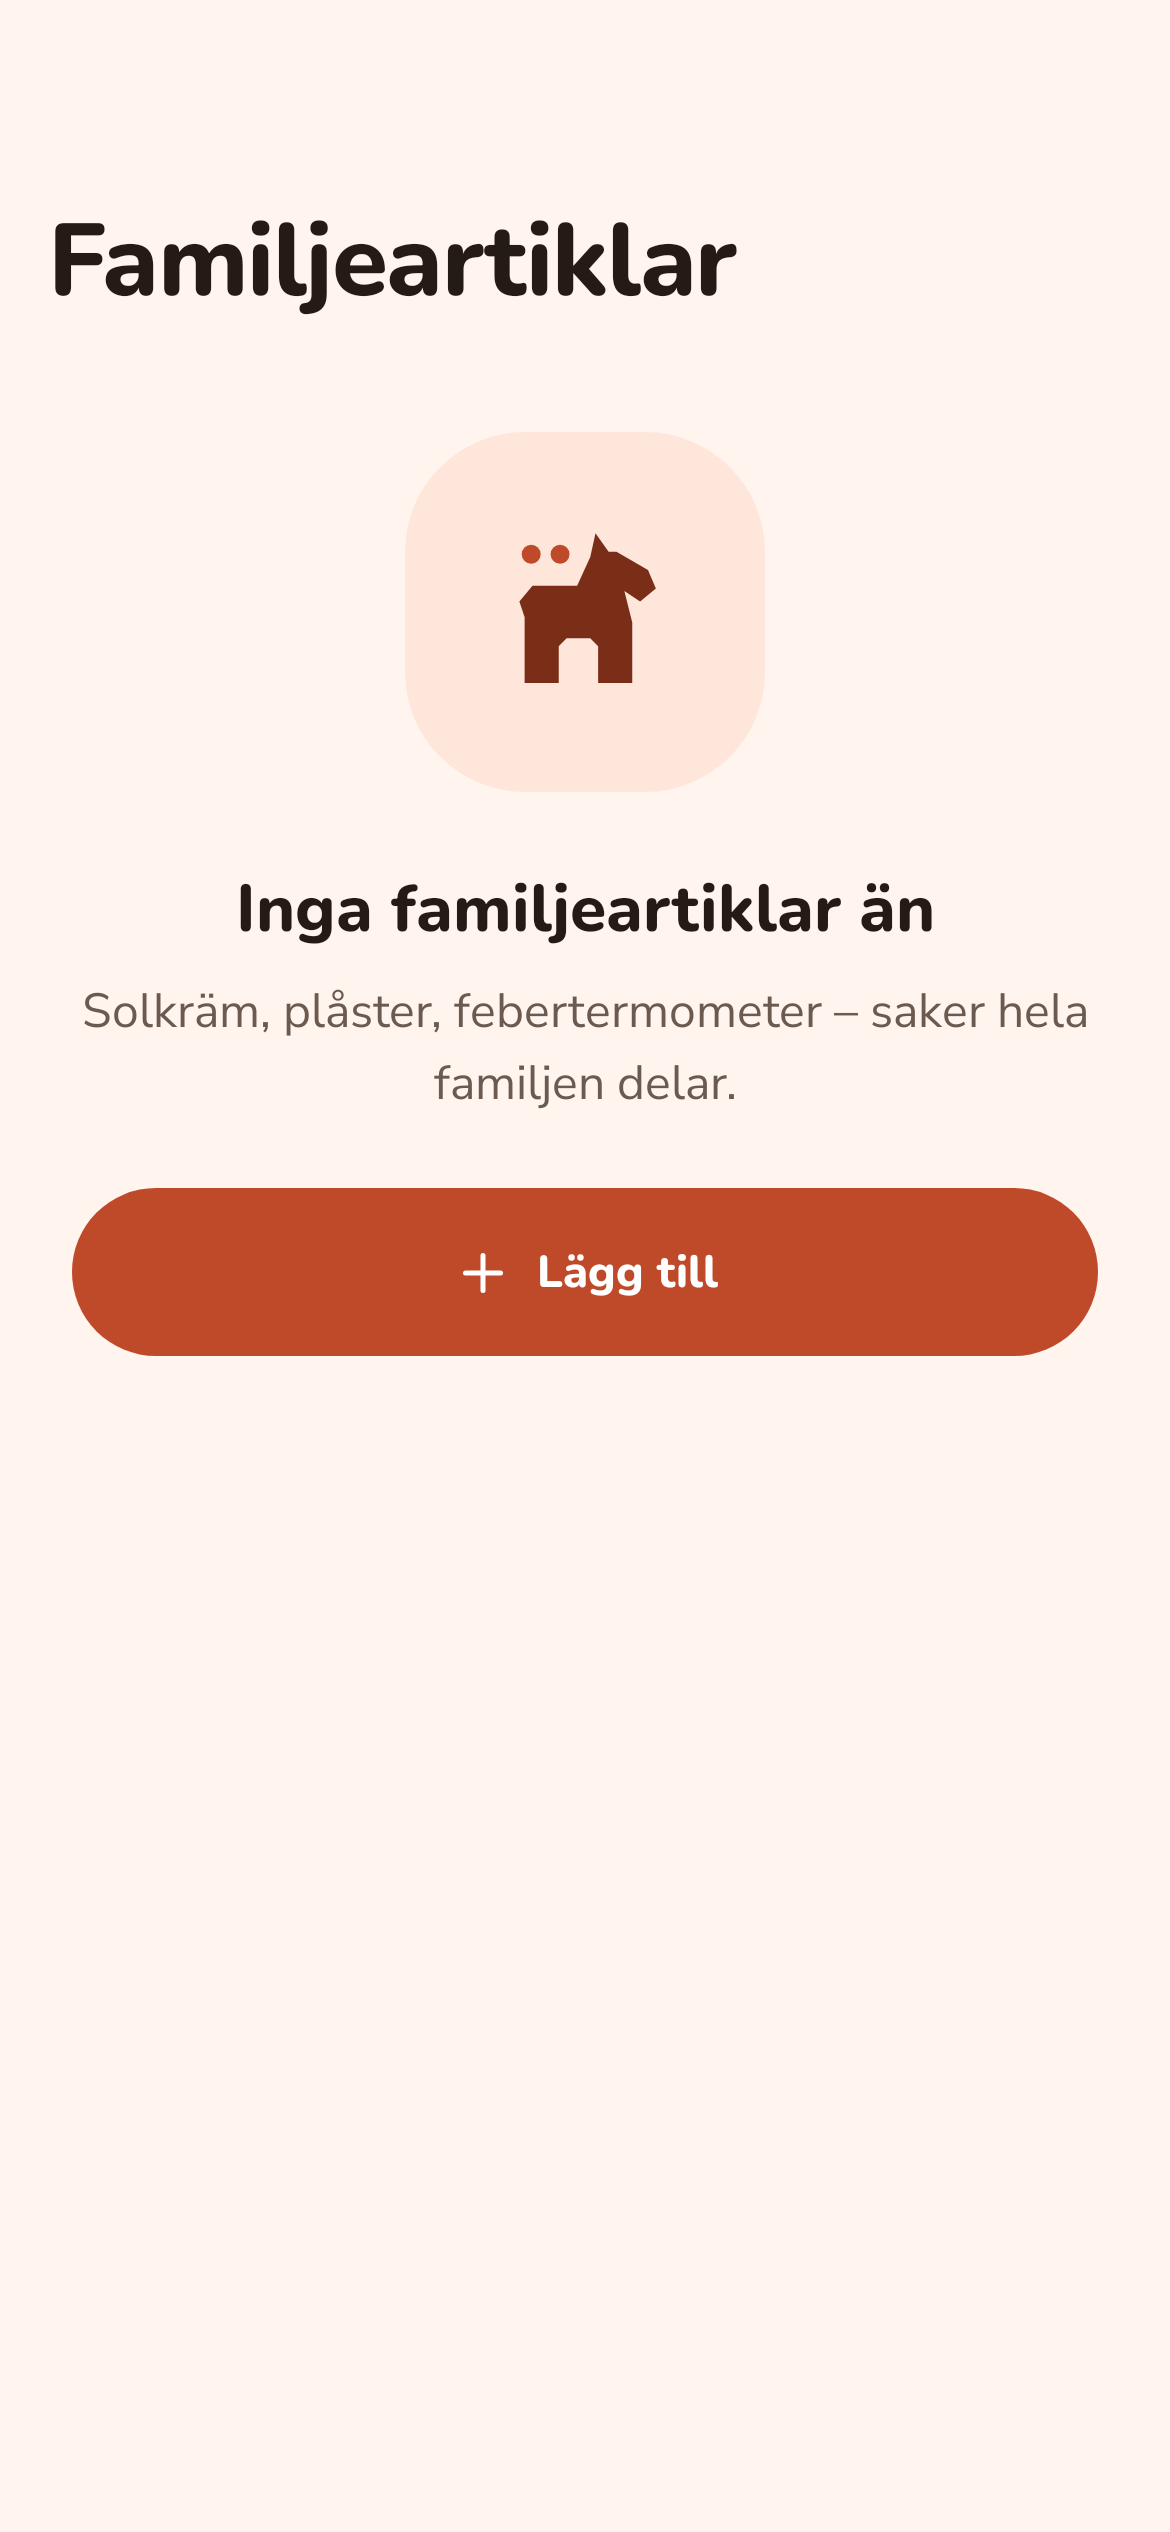 Familjeartiklar
Inga familjeartiklar än
Solkräm, plåster, febertermometer – saker hela
familjen delar.
Lägg till